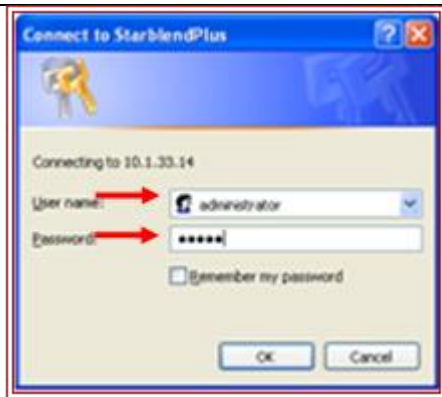 Connect to StarblendPlus
Connecting to 10.1.33.14
User name:
administrator
Password:
•••••
Remember my password
OK
Cancel